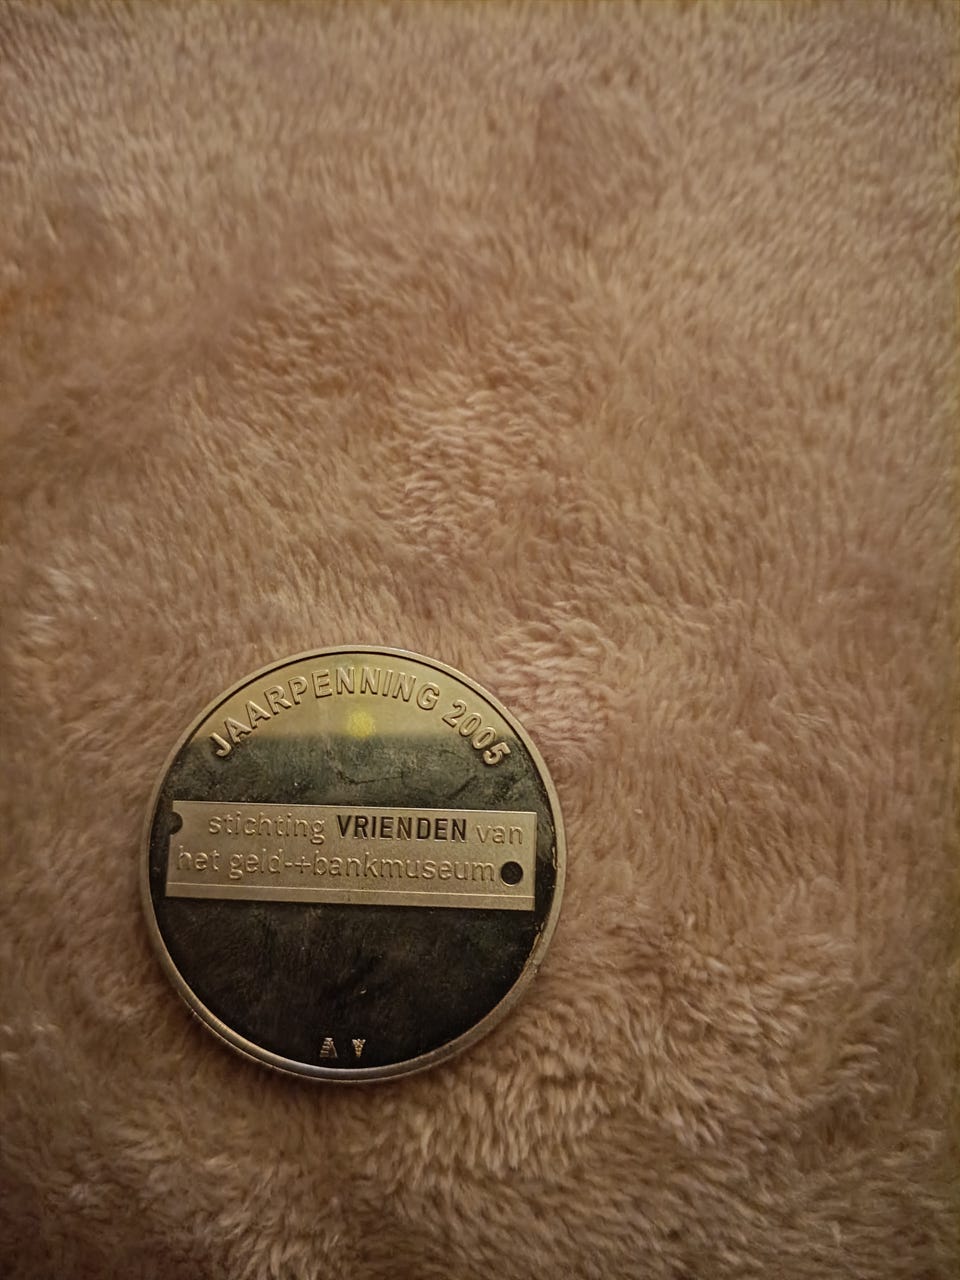 JAARPENNING 2005
stichting VRIENDEN van
het geld-+bankmuseum